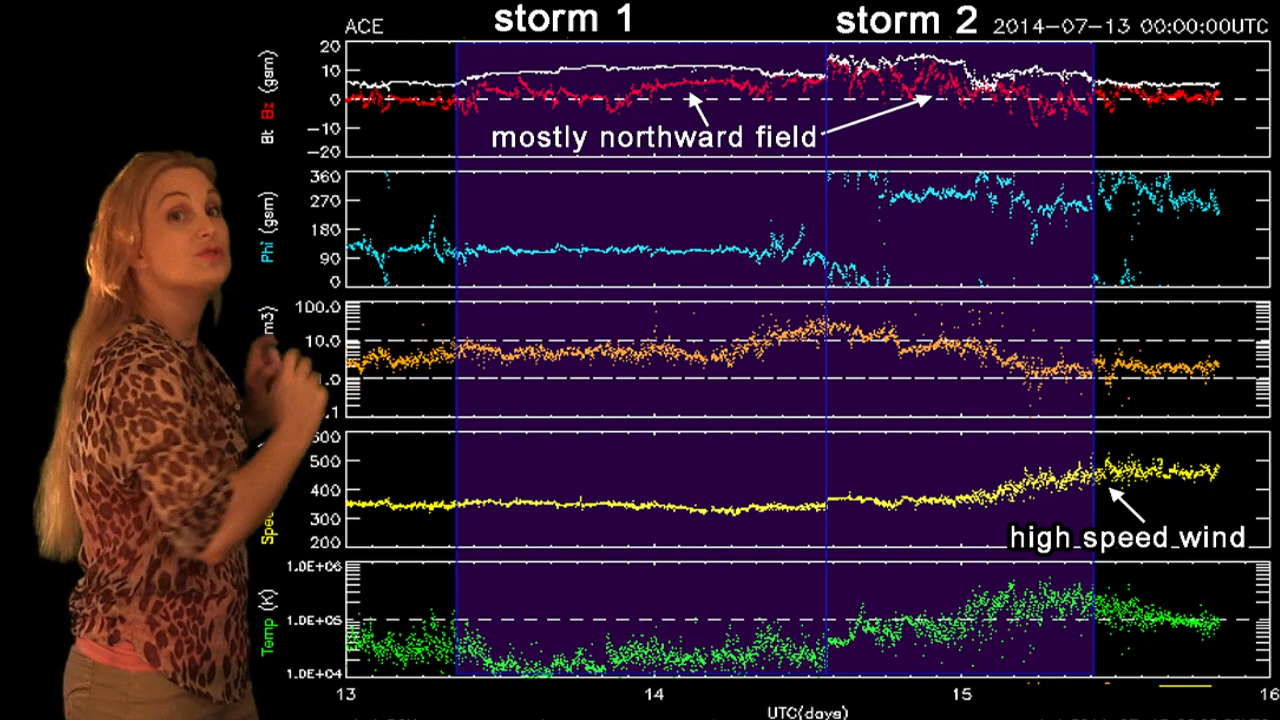 storm 1
storm 2
ACE
2014-07-13 00:00:00UTC
20
10
0
-10
-20
Bt Bz (gsm)
mostly northward field
360
270
180
90
0
Phi (gsm)
100.0
10.0
.0
.1
m3)
500
400
300
200
high speed wind
1.0E+06
1.0E+05
1.0E+04
Temp (K)
13
14
15
16
UTC(days)